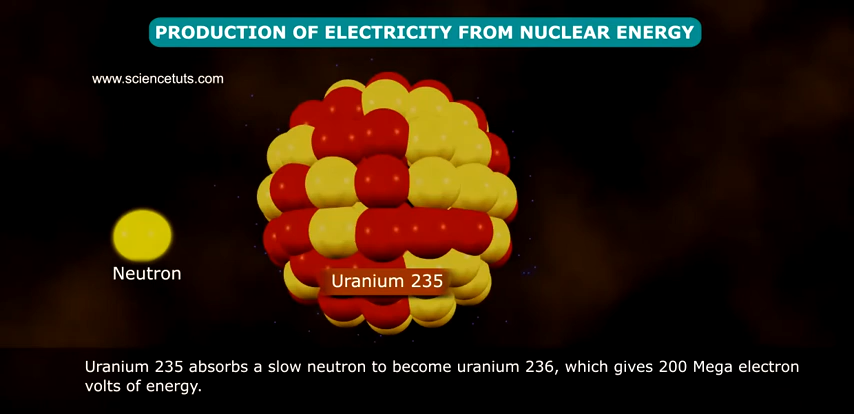 PRODUCTION OF ELECTRICITY FROM NUCLEAR ENERGY
www.sciencetuts.com
Neutron
Uranium 235
Uranium 235 absorbs a slow neutron to become uranium 236, which gives 200 Mega electron
volts of energy.